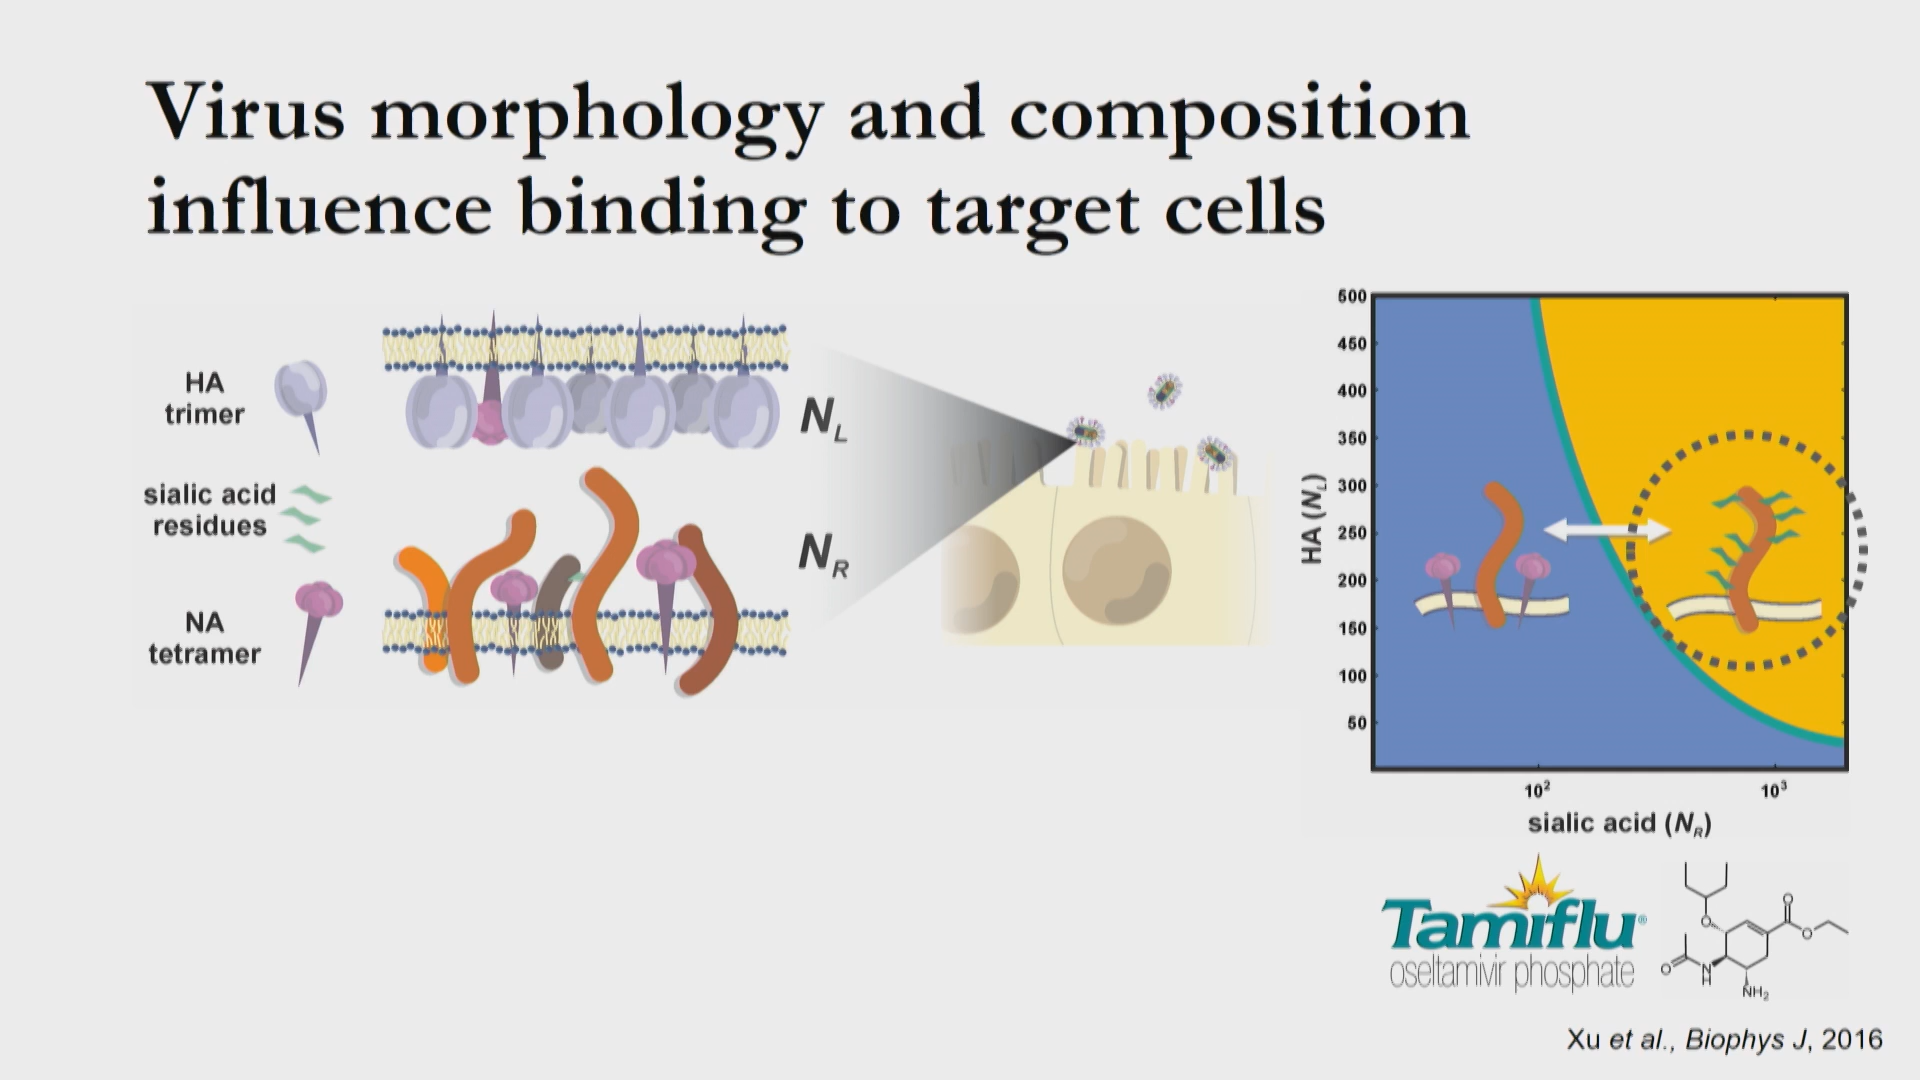 Virus morphology and composition
influence binding to target cells
HA
trimer
sialic acid
residues
NA
tetramer
N_L
N_R
500
450
400
350
300
250
200
150
100
50
HA (N_L)
10²
10³
sialic acid (N_R)
Tamiflu®
oseltamivir phosphate
O
O
O
O
N
H
NH₂
Xu et al., Biophys J, 2016